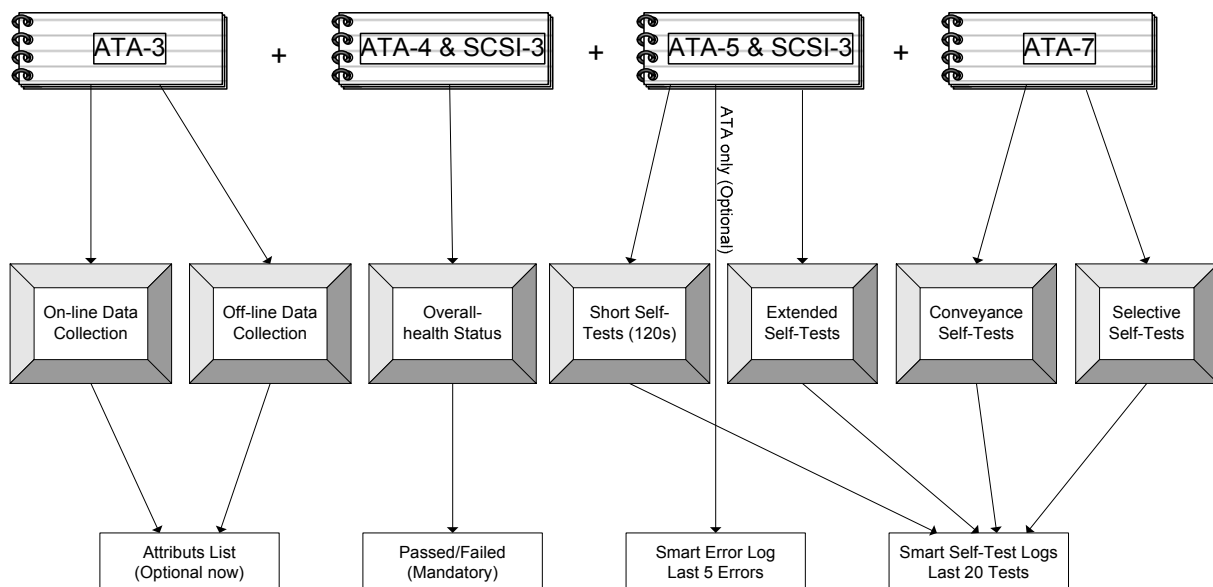 ATA-3
+
ATA-4 & SCSI-3
+
ATA-5 & SCSI-3
+
ATA-7
ATA only (Optional)
On-line Data
Collection
Off-line Data
Collection
Overall-
health Status
Short Self-
Tests (120s)
Extended
Self-Tests
Conveyance
Self-Tests
Selective
Self-Tests
Attributs List
(Optional now)
Passed/Failed
(Mandatory)
Smart Error Log
Last 5 Errors
Smart Self-Test Logs
Last 20 Tests